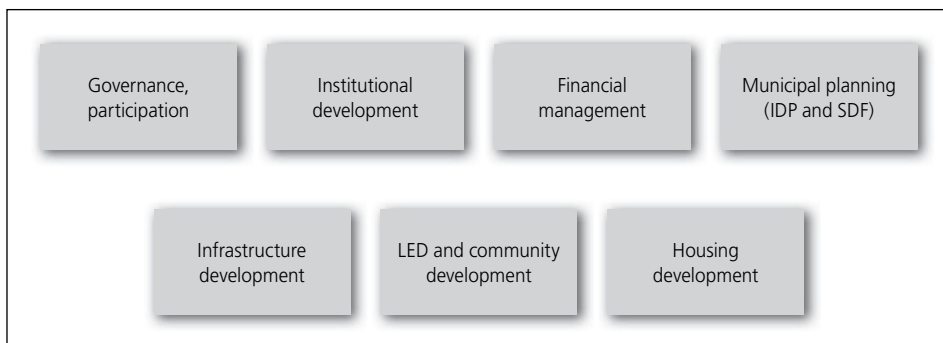 Governance,
participation
Institutional
development
Financial
management
Municipal planning
(IDP and SDF)
Infrastructure
development
LED and community
development
Housing
development